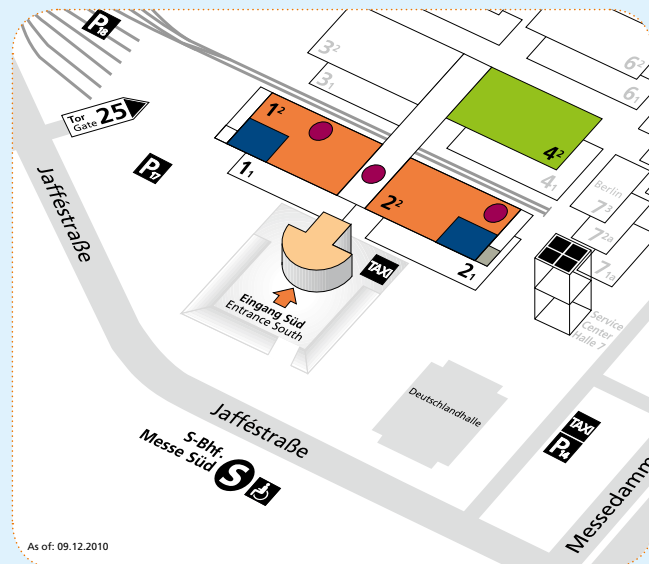 P18
3²
3₁
6²
6₁
Tor
Gate 25
1²
4²
P17
1₁
4₁
Berlin
7³
2²
7²ᵃ
7₁ₐ
2₁
TAXI
Eingang Süd
Entrance South
Service
Center
Halle 7
Jafféstraße
Deutschlandhalle
Jafféstraße
TAXI
P14
S-Bhf.
Messe Süd
S
Messedamm
As of: 09.12.2010